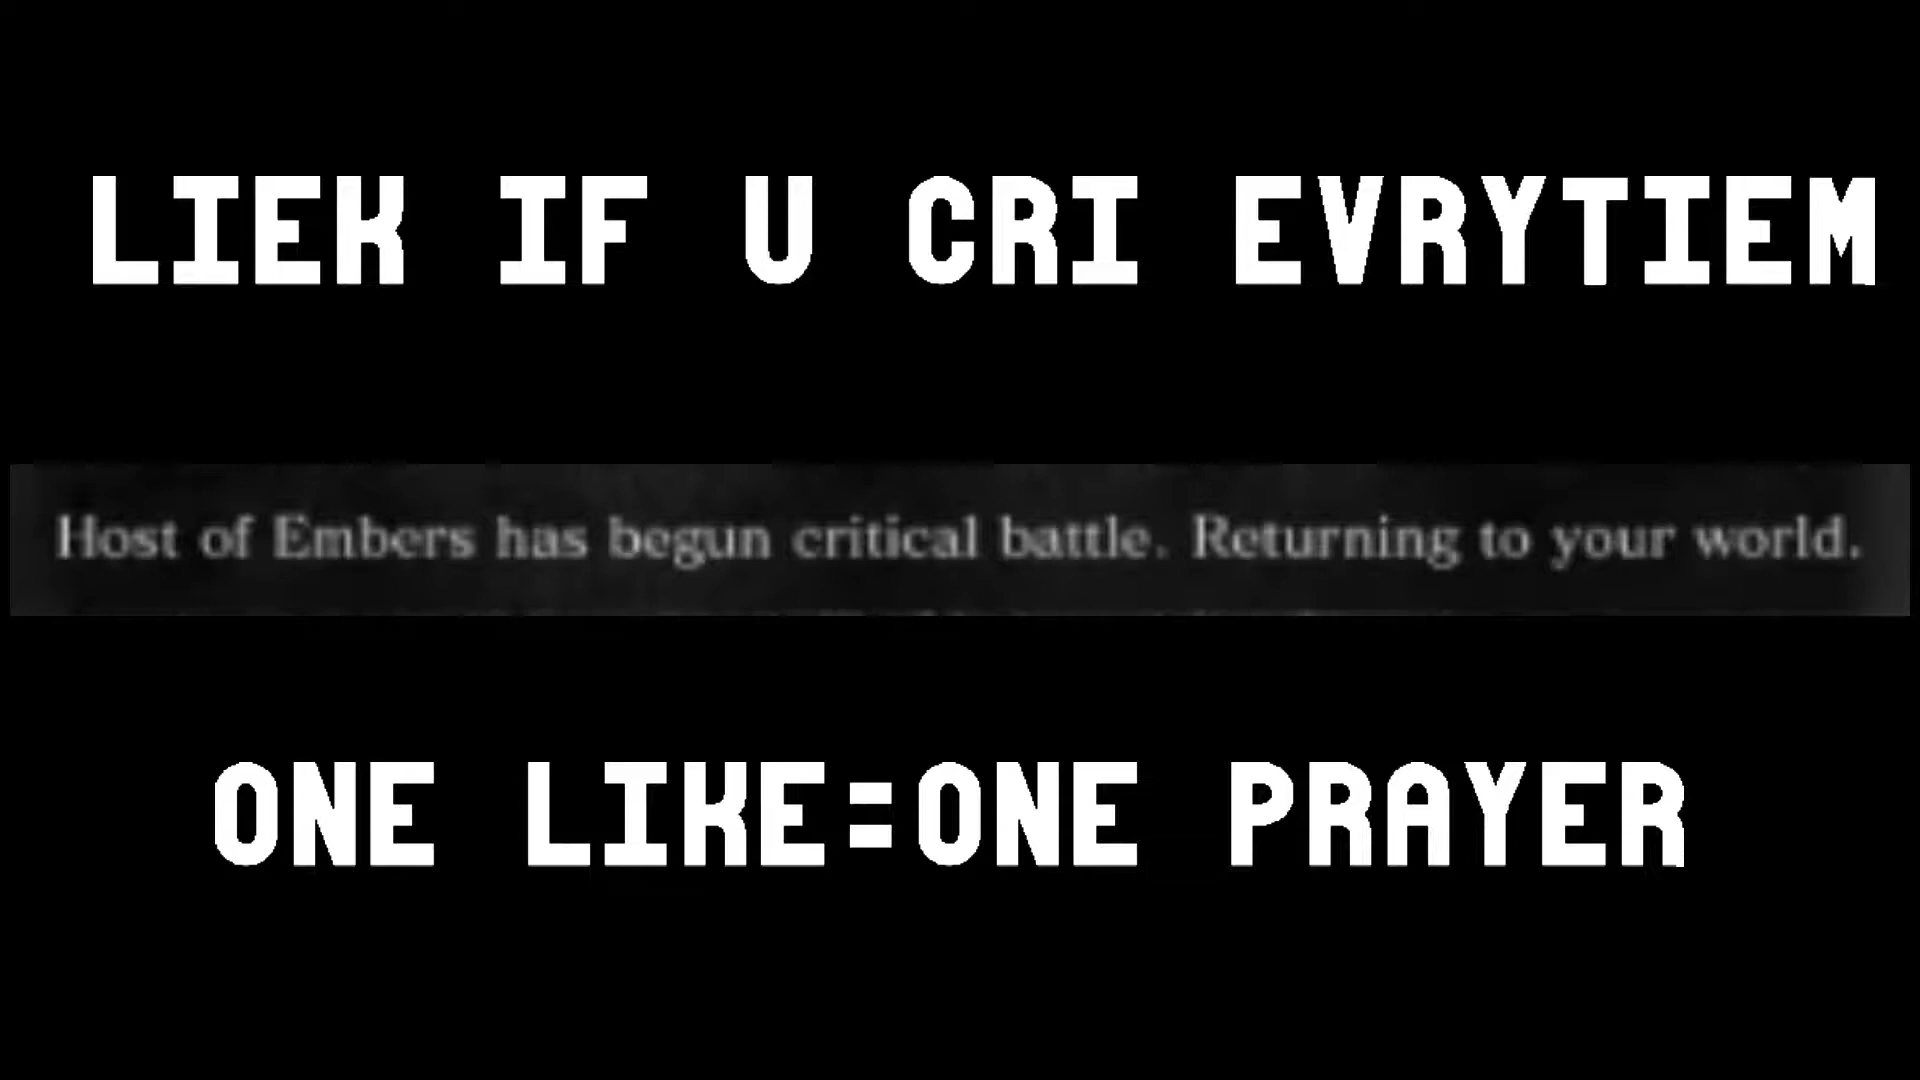 LIEK IF U CRI EVRYTIEM
Host of Embers has begun critical battle. Returning to your world.
ONE LIKE=ONE PRAYER